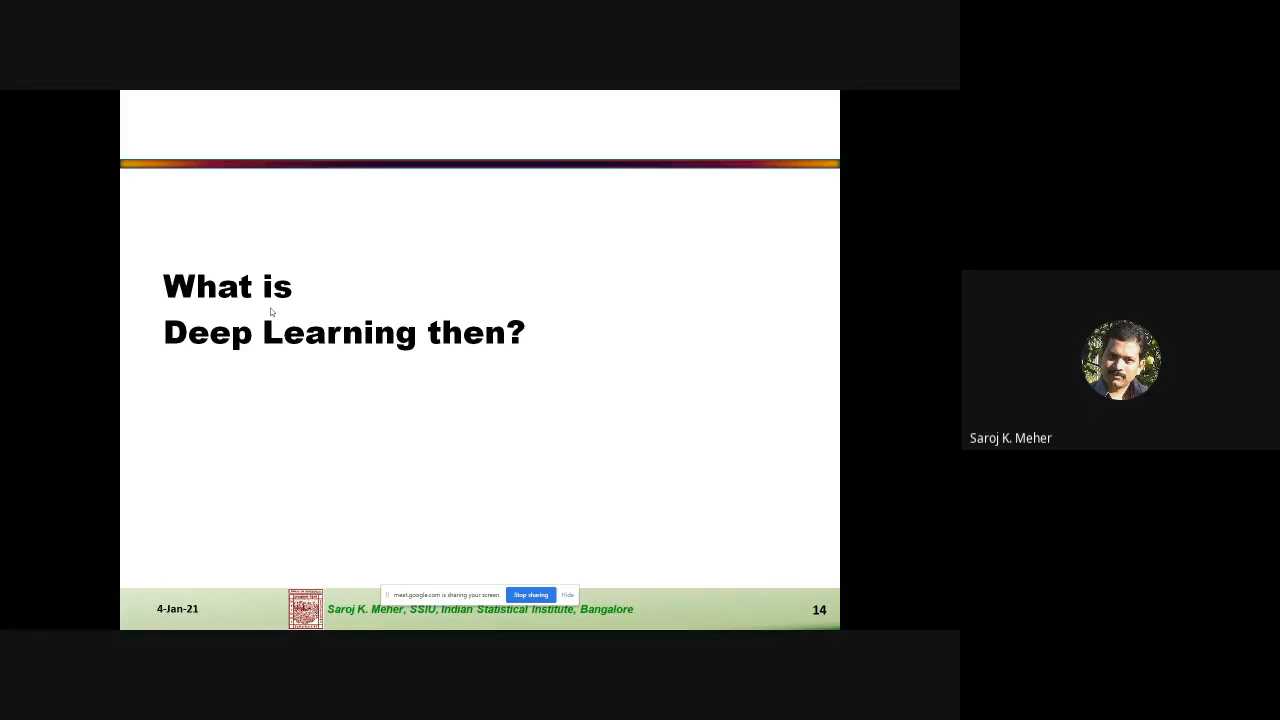 What is
Deep Learning then?
Saroj K. Meher
meet.google.com is sharing your screen.
Stop sharing
Hide
4-Jan-21
Saroj K. Meher, SSIU, Indian Statistical Institute, Bangalore
14